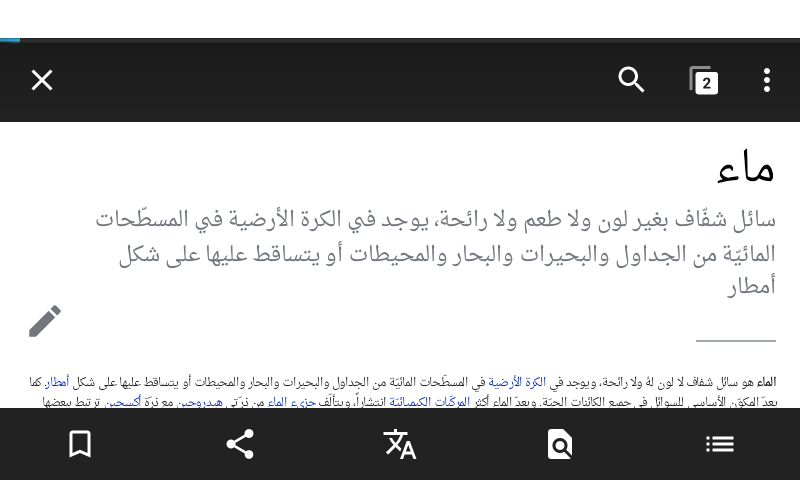 2
ماء
سائل شفّاف بغير لون ولا طعم ولا رائحة، يوجد في الكرة الأرضية في المسطّحات
المائيّة من الجداول والبحيرات والبحار والمحيطات أو يتساقط عليها على شكل
أمطار
الماء هو سائل شفاف لا لون لهُ ولا رائحة، ويوجد في الكرة الأرضية في المسطّحات المائيّة من الجداول والبحيرات والبحار والمحيطات أو يتساقط عليها على شكل أمطار. كما
يعدّ المكوّن الأساسي للسوائل في جميع الكائنات الحيّة. ويعدّ الماء أكثر المركّبات الكيميائيّة انتشاراً، ويتألّف جزيء الماء من ذرّتي هيدروجين مع ذرّة أكسجين ترتبط ببعضها